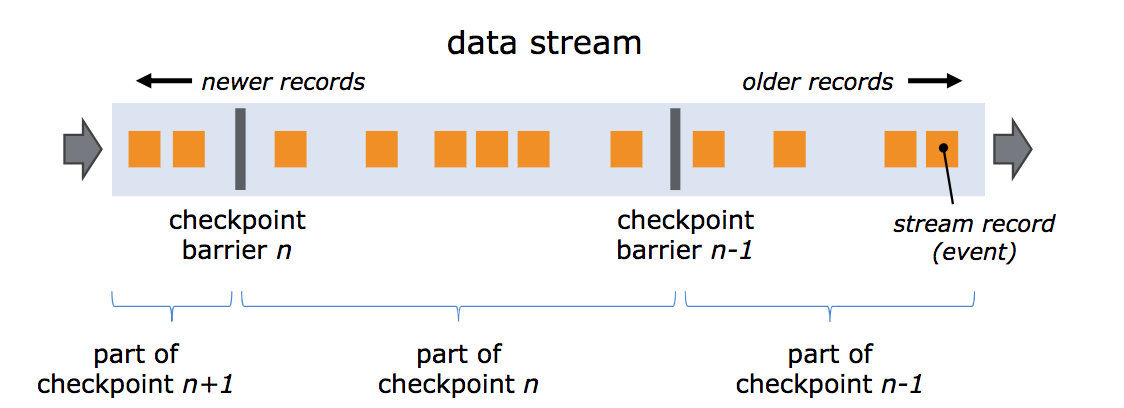 data stream
newer records
older records
checkpoint
barrier n
checkpoint
barrier n-1
stream record
(event)
part of
checkpoint n+1
part of
checkpoint n
part of
checkpoint n-1